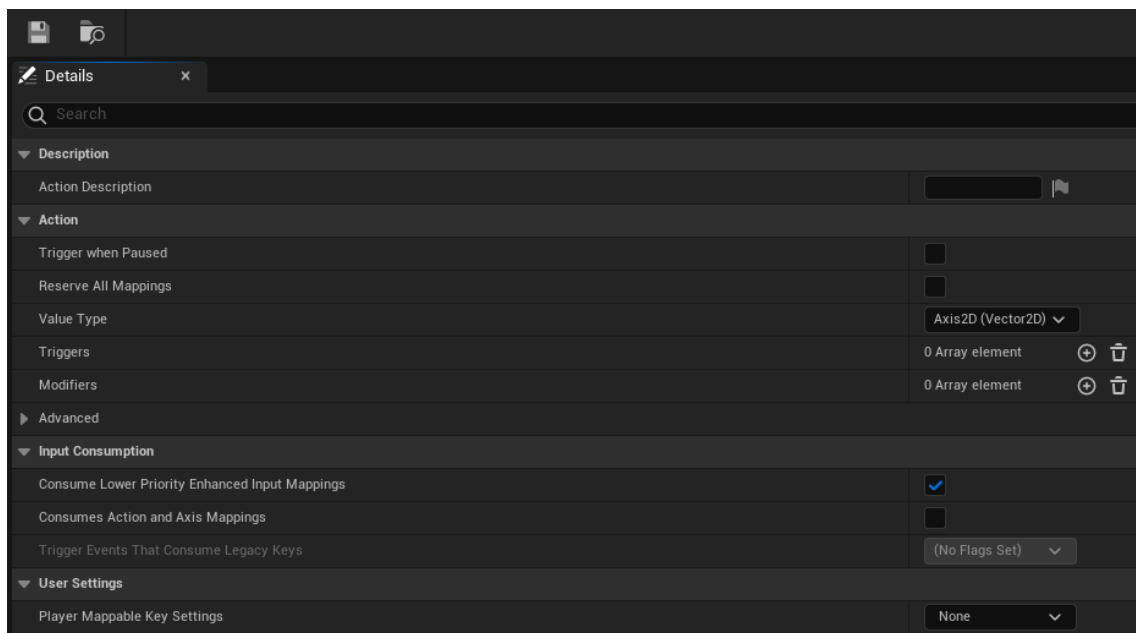 Details
Search
Description
Action Description
Action
Trigger when Paused
Reserve All Mappings
Value Type Axis2D (Vector2D)
Triggers 0 Array element
Modifiers 0 Array element
Advanced
Input Consumption
Consume Lower Priority Enhanced Input Mappings
Consumes Action and Axis Mappings
Trigger Events That Consume Legacy Keys (No Flags Set)
User Settings
Player Mappable Key Settings None